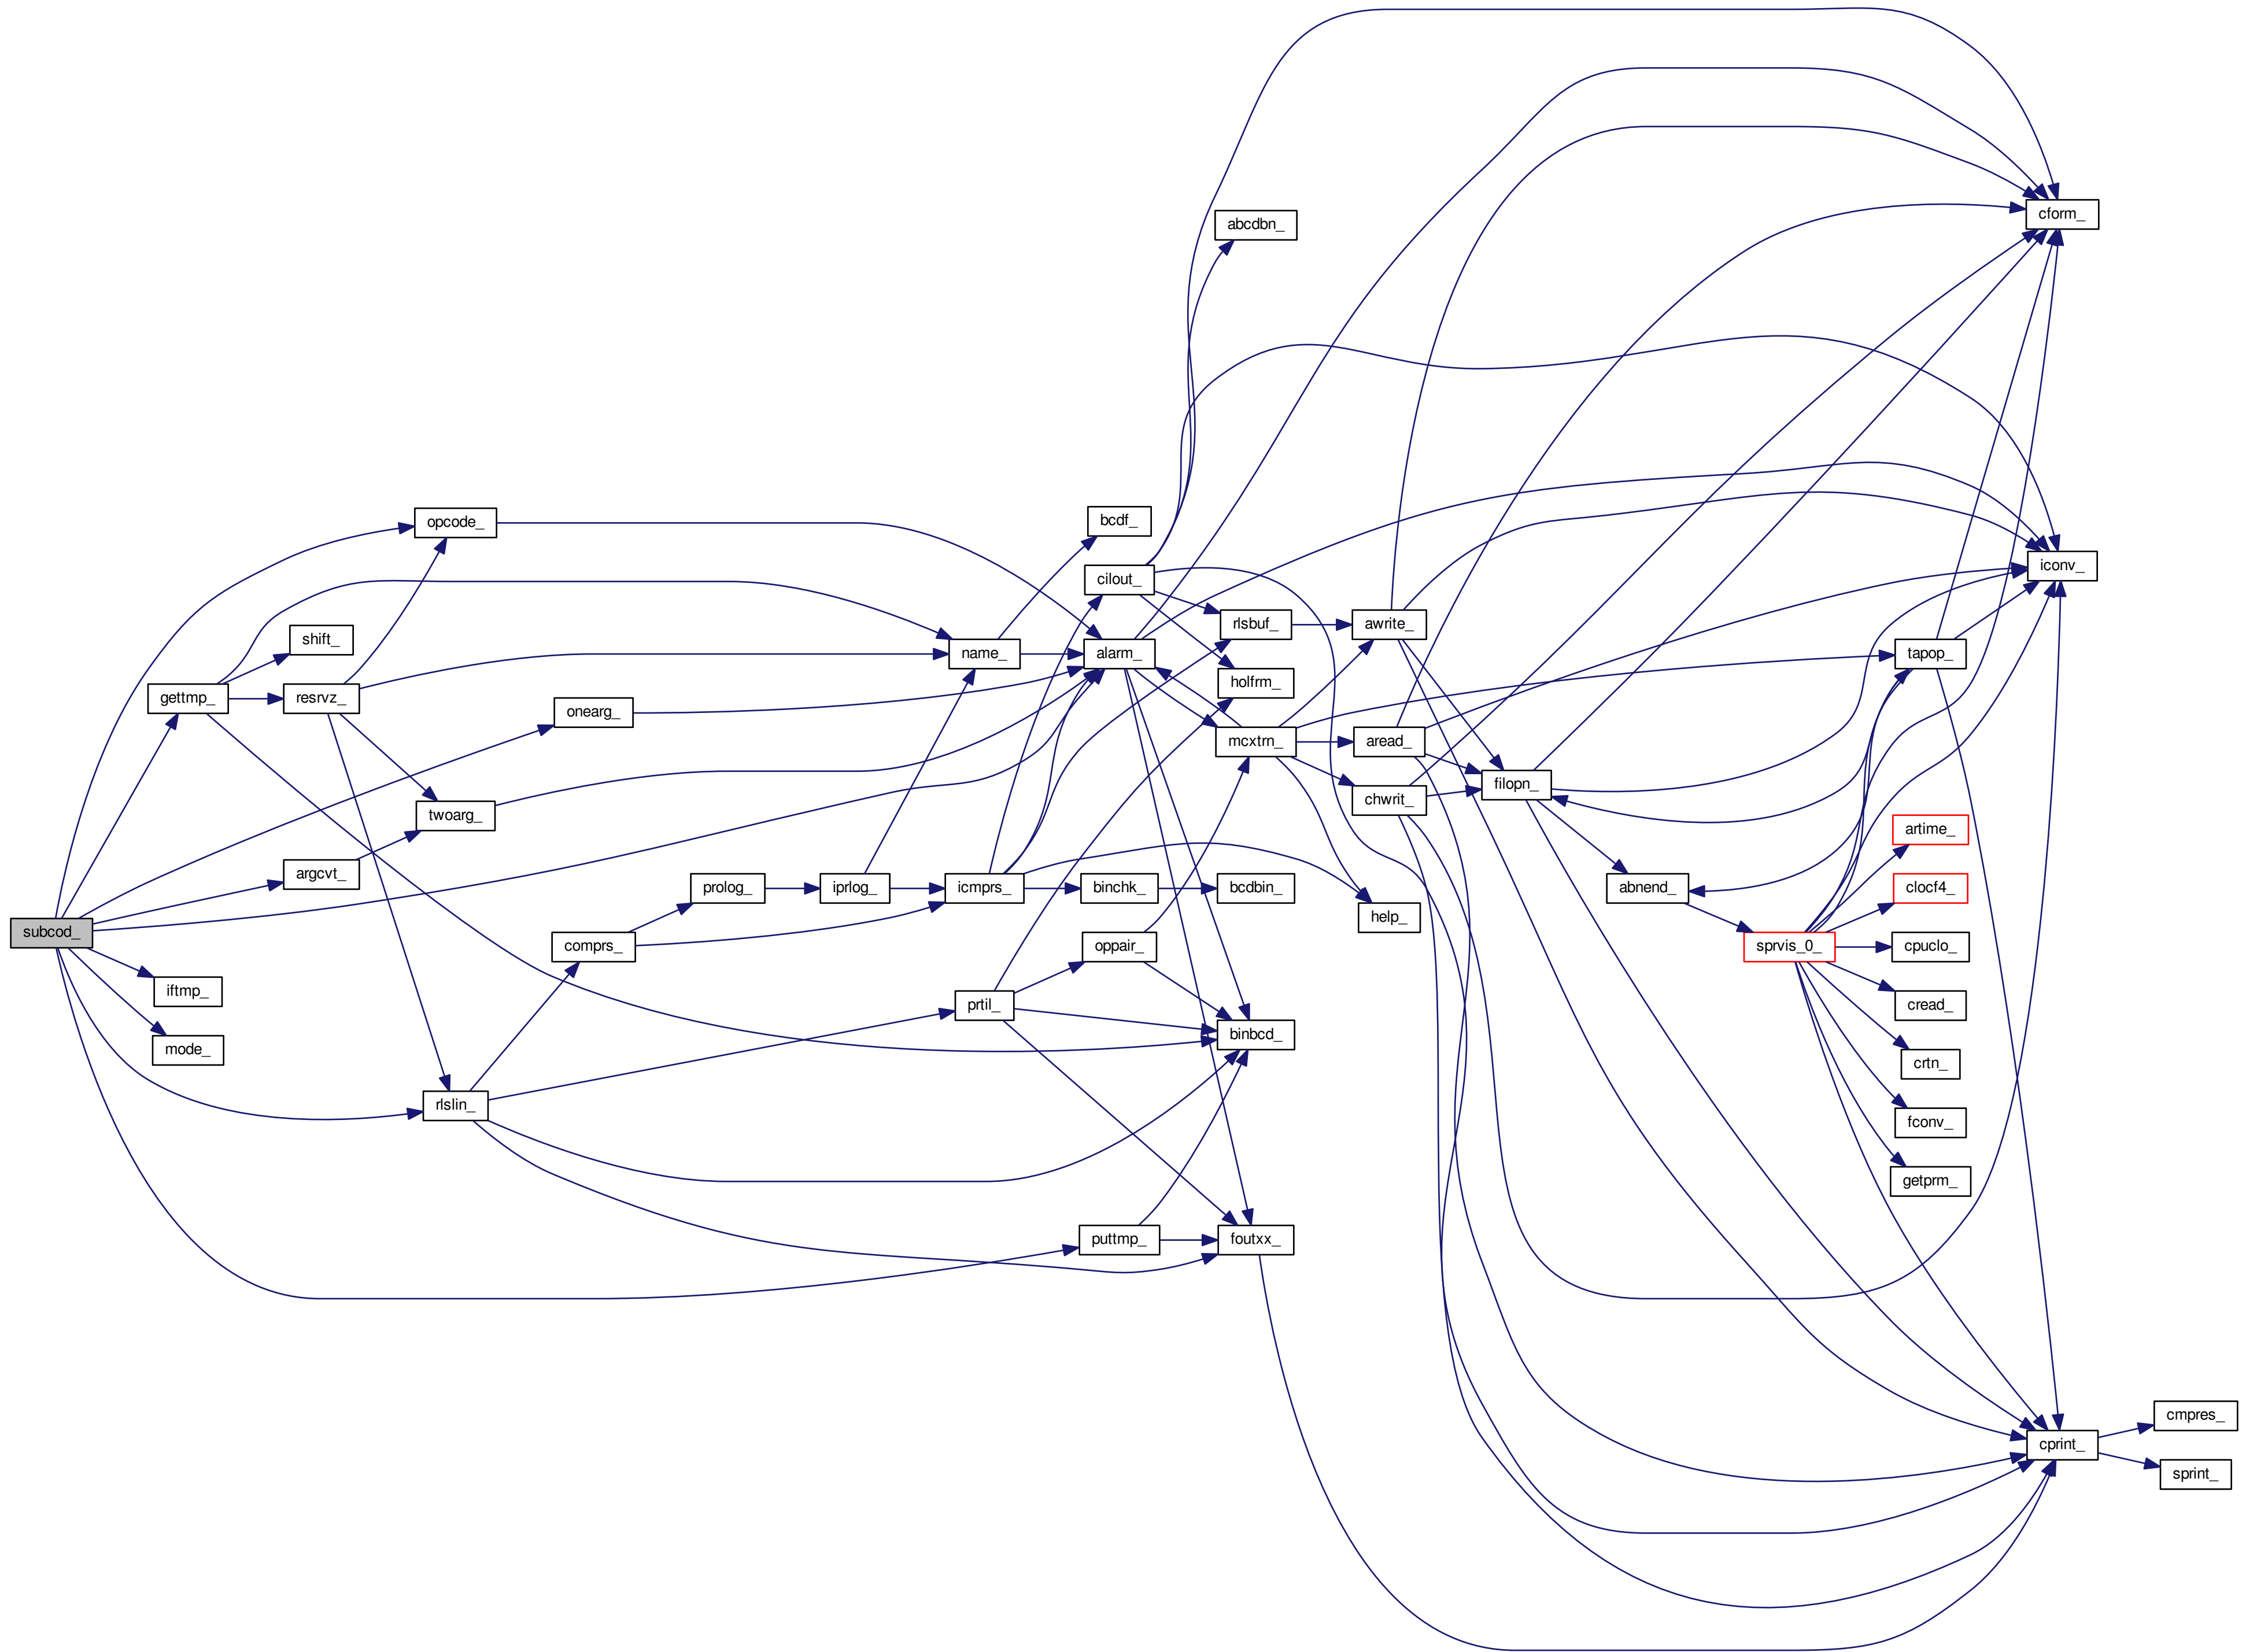 cform_
abcdbn_
bcdf_
opcode_
cilout_
iconv_
rlsbuf_
awrite_
shift_
name_
alarm_
tapop_
holfrm_
gettmp_
resrvz_
onearg_
mcxtrn_
aread_
filopn_
chwrit_
twoarg_
artime_
argcvt_
prolog_
iprlog_
icmprs_
binchk_
bcdbin_
abnend_
clocf4_
help_
subcod_
comprs_
oppair_
sprvis_0_
cpuclo_
iftmp_
prtil_
cread_
mode_
binbcd_
crtn_
rlslin_
fconv_
getprm_
puttmp_
foutxx_
cmpres_
cprint_
sprint_